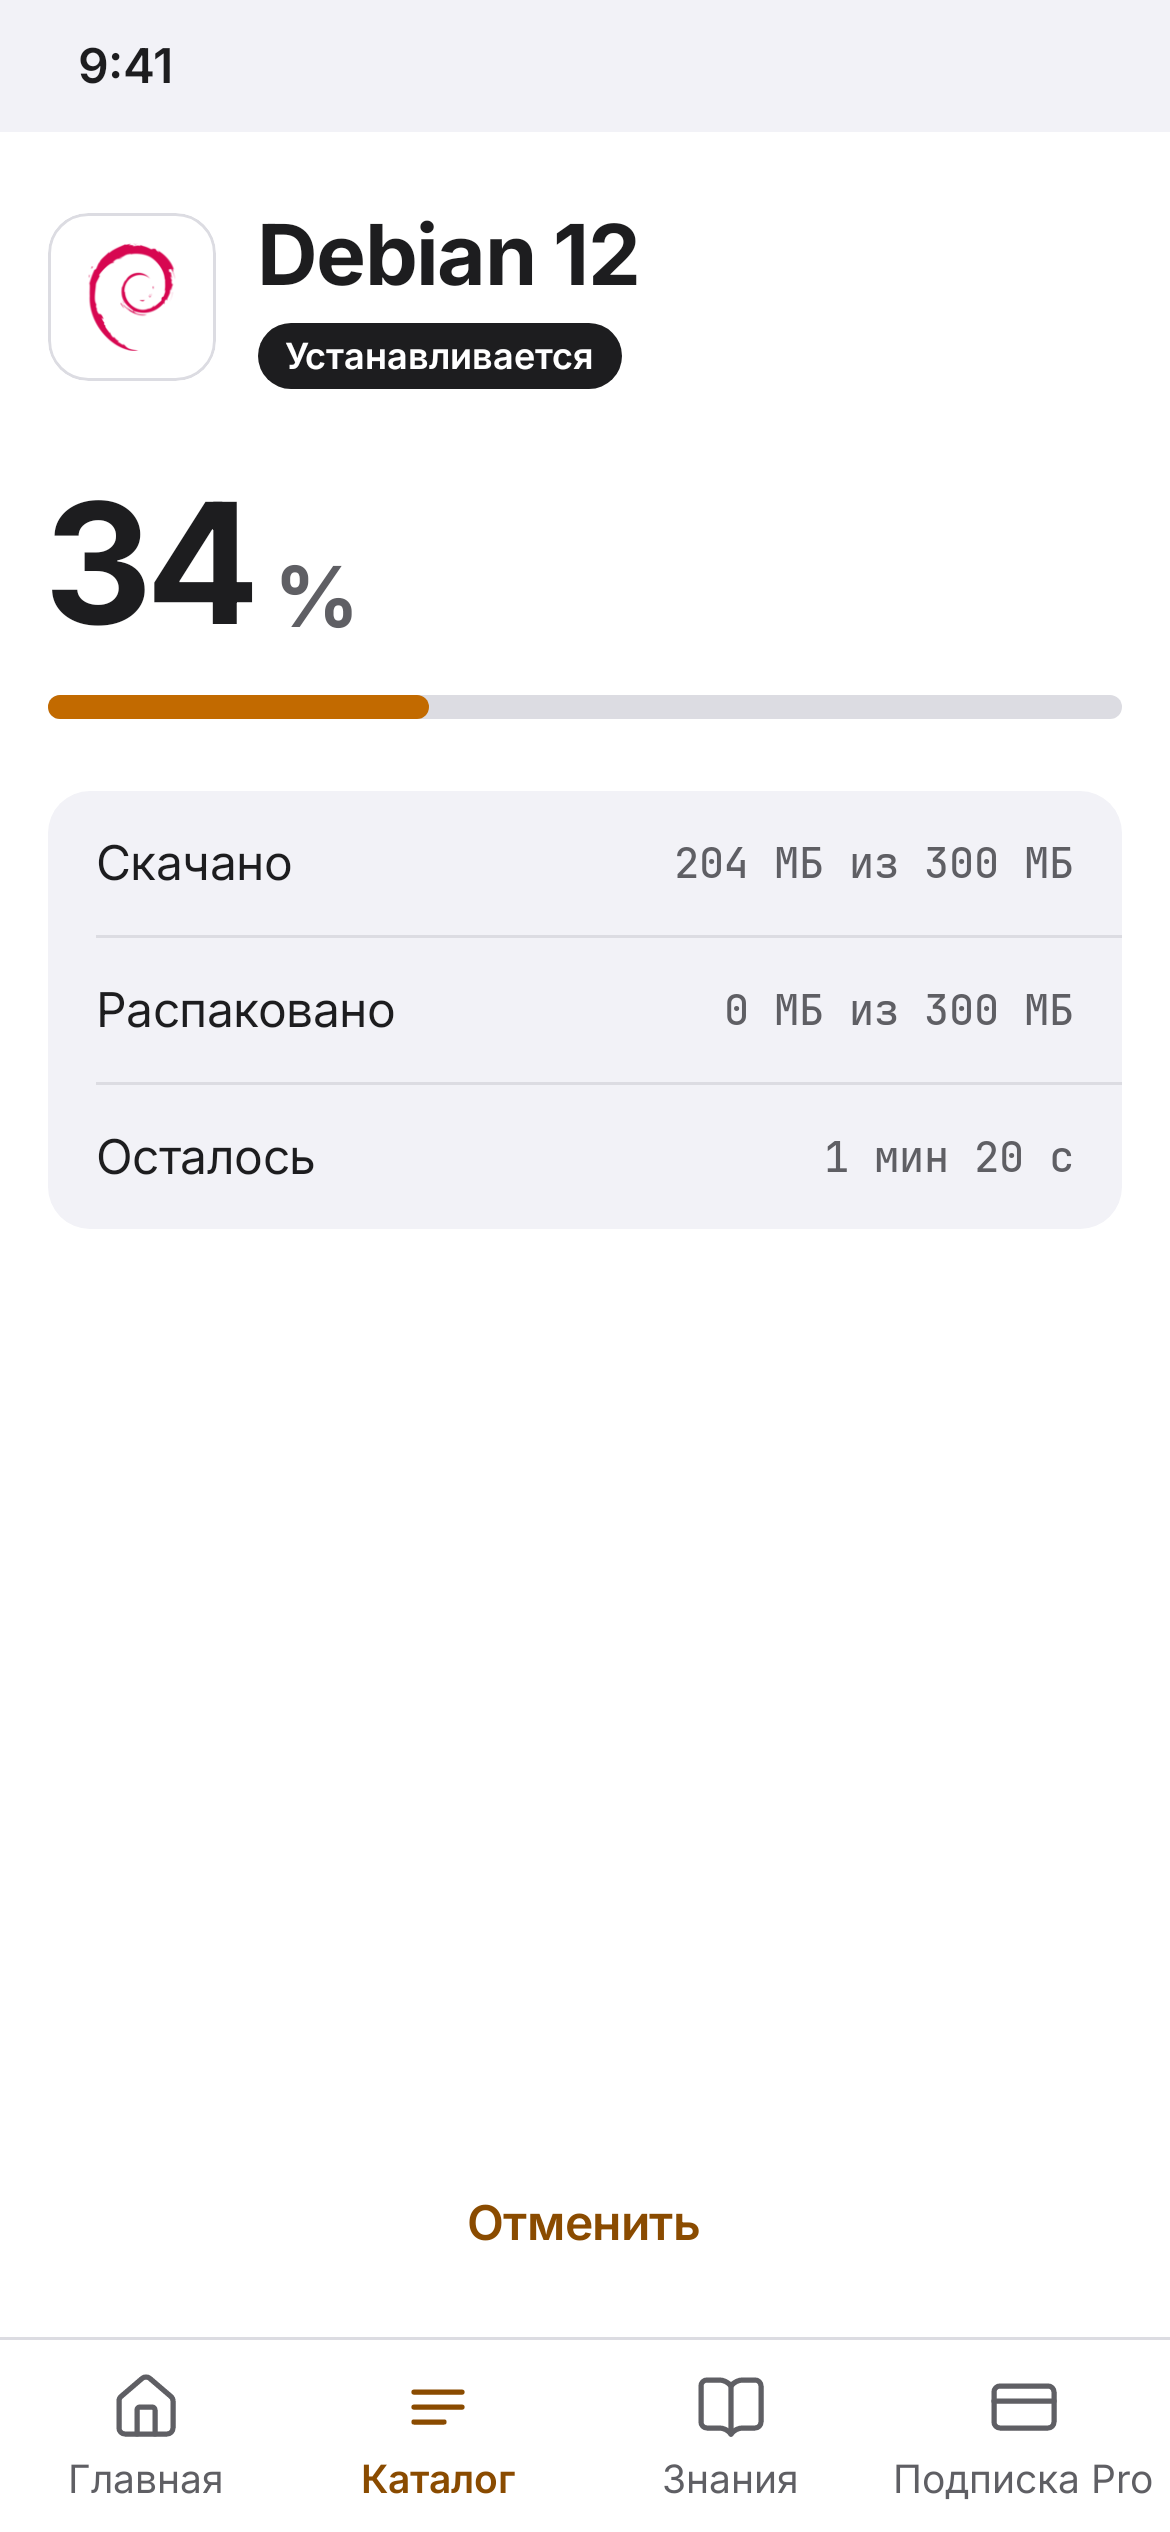 9:41
Debian 12
Устанавливается
34 %
Скачано 204 МБ из 300 МБ
Распаковано 0 МБ из 300 МБ
Осталось 1 мин 20 с
Отменить
Главная Каталог Знания Подписка Pro